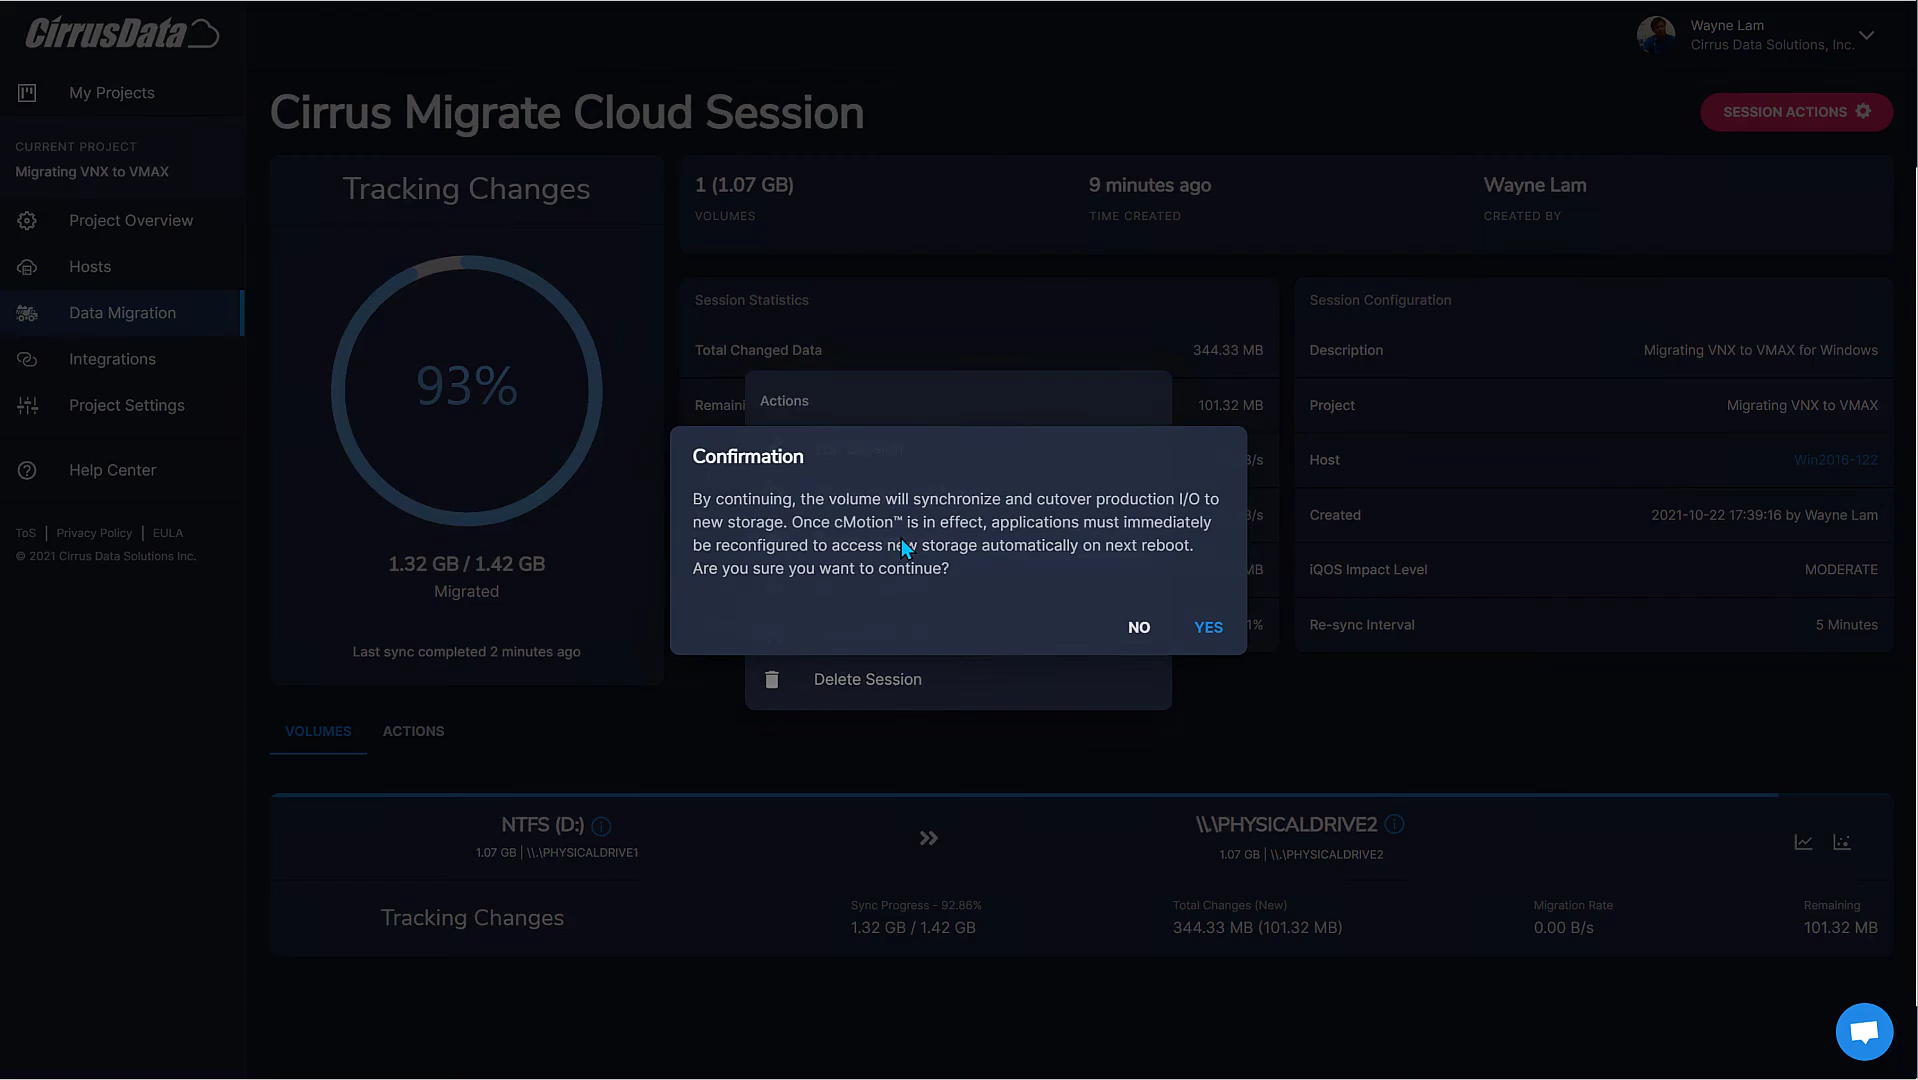 CirrusData
Wayne Lam
Cirrus Data Solutions, Inc.
My Projects
CURRENT PROJECT
Migrating VNX to VMAX
Project Overview
Hosts
Data Migration
Integrations
Project Settings
Help Center
ToS | Privacy Policy | EULA
© 2021 Cirrus Data Solutions Inc.
Cirrus Migrate Cloud Session
SESSION ACTIONS
Tracking Changes
93%
1.32 GB / 1.42 GB
Migrated
Last sync completed 2 minutes ago
1 (1.07 GB)
VOLUMES
9 minutes ago
TIME CREATED
Wayne Lam
CREATED BY
Session Statistics
Total Changed Data 344.33 MB
Remaini 101.32 MB
B/s
B/s
MB
1%
Session Configuration
Description Migrating VNX to VMAX for Windows
Project Migrating VNX to VMAX
Host Win2016-122
Created 2021-10-22 17:39:16 by Wayne Lam
iQOS Impact Level MODERATE
Re-sync Interval 5 Minutes
Actions
Confirmation
By continuing, the volume will synchronize and cutover production I/O to
new storage. Once cMotion™ is in effect, applications must immediately
be reconfigured to access new storage automatically on next reboot.
Are you sure you want to continue?
NO YES
Delete Session
VOLUMES ACTIONS
NTFS (D:)
1.07 GB | \\.\PHYSICALDRIVE1
\\.\PHYSICALDRIVE2
1.07 GB | \\.\PHYSICALDRIVE2
Tracking Changes
Sync Progress - 92.86%
1.32 GB / 1.42 GB
Total Changes (New)
344.33 MB (101.32 MB)
Migration Rate
0.00 B/s
Remaining
101.32 MB